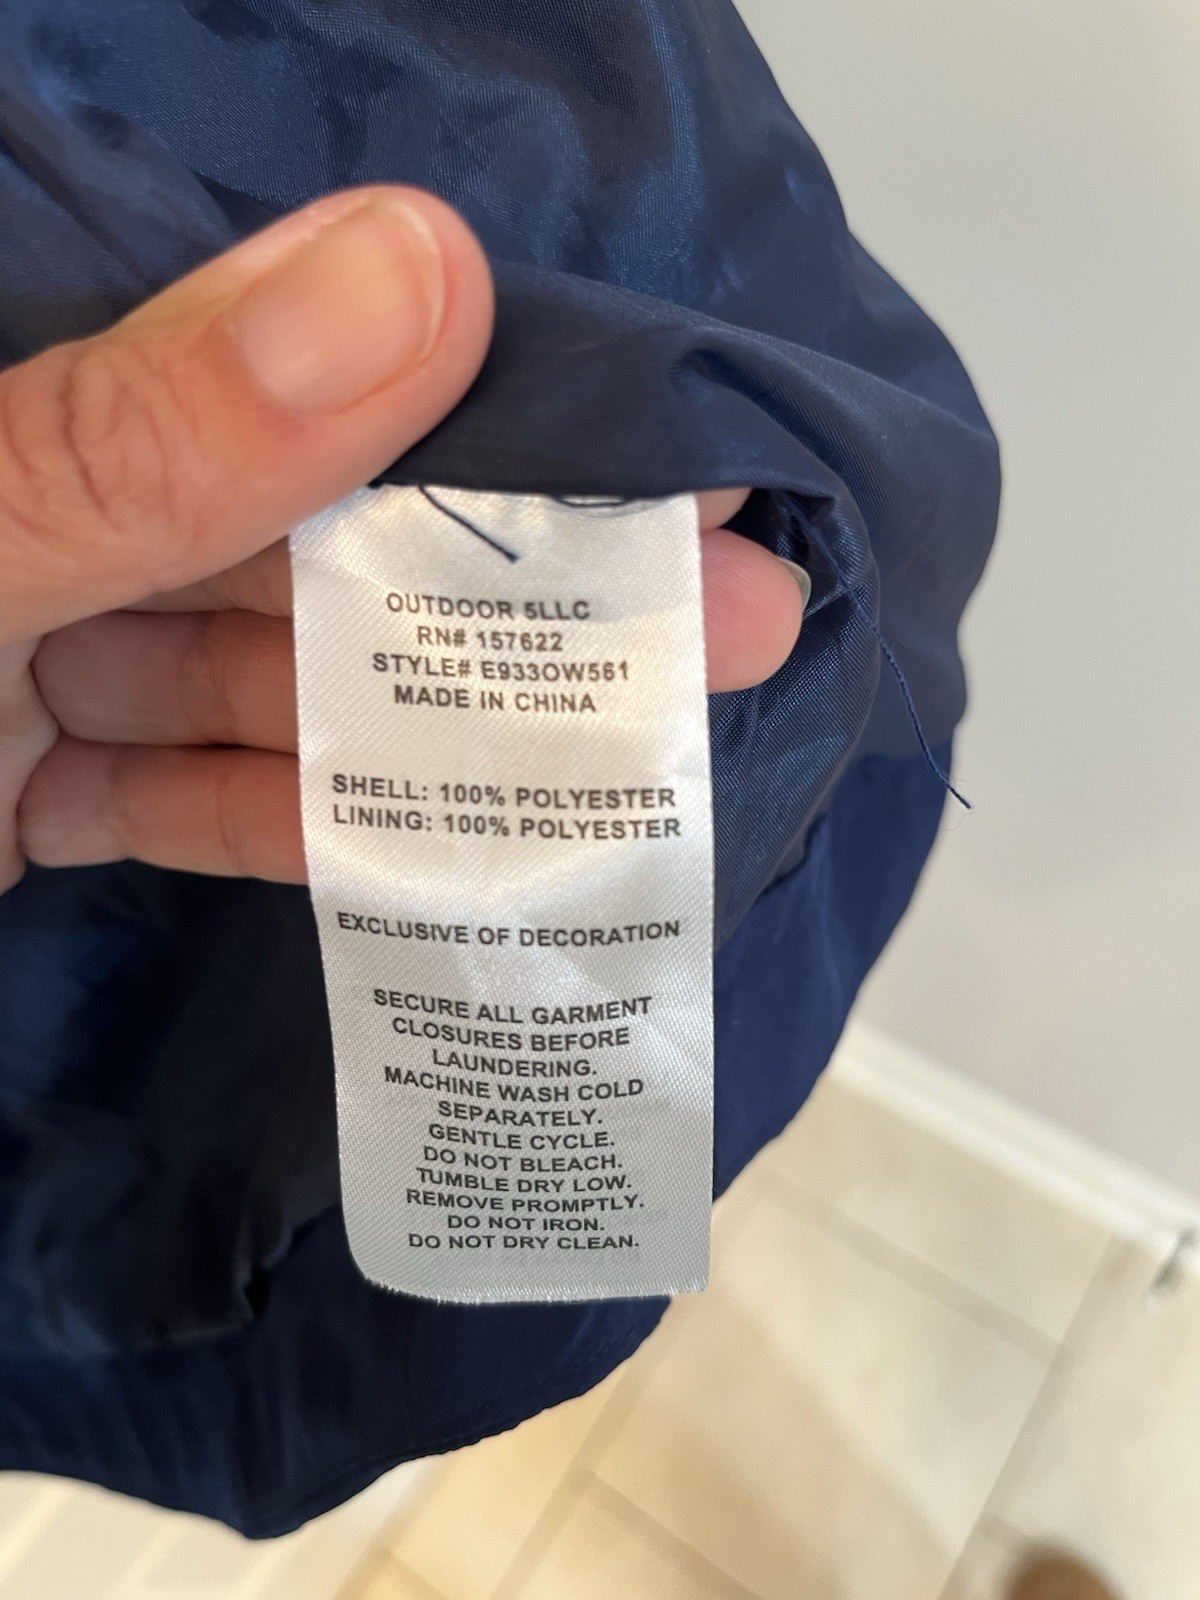 OUTDOOR 5LLC
RN# 157622
STYLE# E933OW561
MADE IN CHINA
SHELL: 100% POLYESTER
LINING: 100% POLYESTER
EXCLUSIVE OF DECORATION
SECURE ALL GARMENT
CLOSURES BEFORE
LAUNDERING.
MACHINE WASH COLD
SEPARATELY.
GENTLE CYCLE.
DO NOT BLEACH.
TUMBLE DRY LOW.
REMOVE PROMPTLY.
DO NOT IRON.
DO NOT DRY CLEAN.